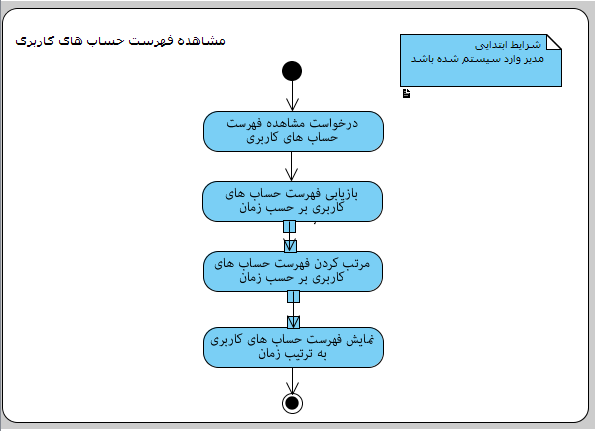 مشاهده فهرست حساب های کاربری
شرایط ابتدایی
مدیر وارد سیستم شده باشد
درخواست مشاهده فهرست
حساب های کاربری
بازیابی فهرست حساب های
کاربری بر حسب زمان
مرتب کردن فهرست حساب های
کاربری بر حسب زمان
نمایش فهرست حساب های کاربری
به ترتیب زمان